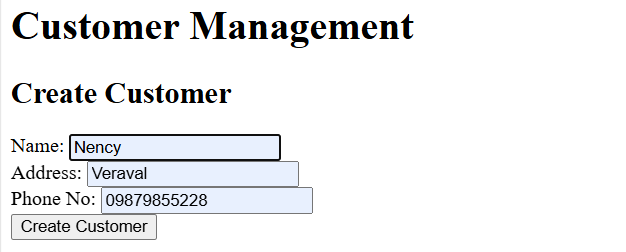 Customer Management
Create Customer
Name: Nency
Address: Veraval
Phone No: 09879855228
Create Customer